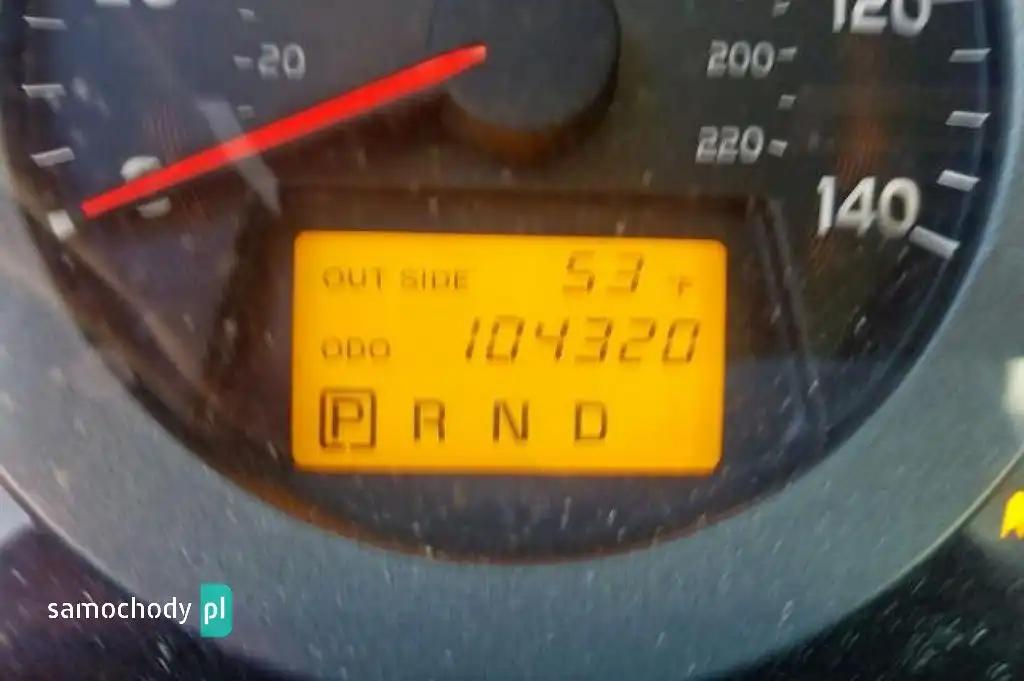 120
20 200
220
140
OUT SIDE 53 °F
ODO 104320
P R N D
samochody pl